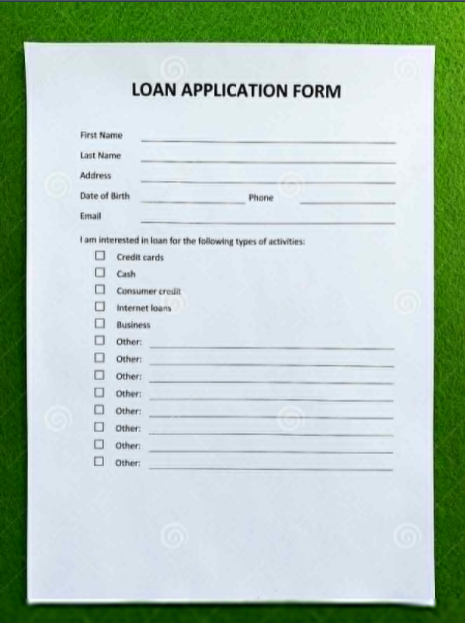 LOAN APPLICATION FORM
First Name
Last Name
Address
Date of Birth Phone
Email
I am interested in loan for the following types of activities:
Credit cards
Cash
Consumer credit
Internet loans
Business
Other:
Other:
Other:
Other:
Other:
Other:
Other:
Other: